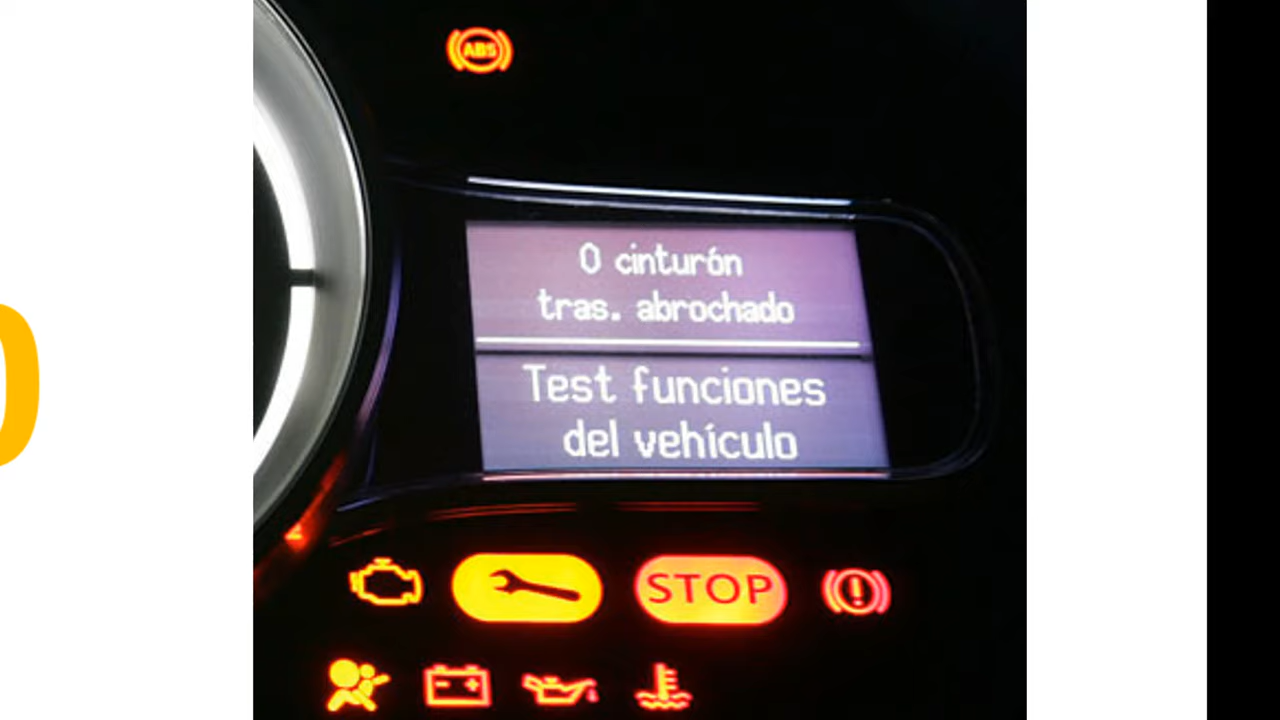 ABS
0 cinturón
tras. abrochado
Test funciones
del vehículo
STOP